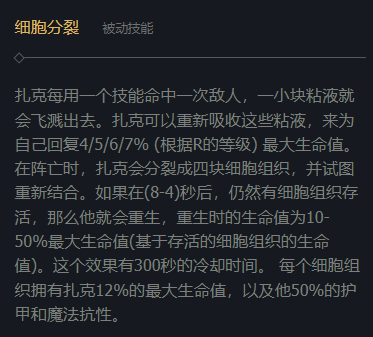 细胞分裂 被动技能
扎克每用一个技能命中一次敌人，一小块粘液就
会飞溅出去。扎克可以重新吸收这些粘液，来为
自己回复4/5/6/7% (根据R的等级) 最大生命值。
在阵亡时，扎克会分裂成四块细胞组织，并试图
重新结合。如果在(8-4)秒后，仍然有细胞组织存
活，那么他就会重生，重生时的生命值为10-
50%最大生命值(基于存活的细胞组织的生命
值)。这个效果有300秒的冷却时间。 每个细胞组
织拥有扎克12%的最大生命值，以及他50%的护
甲和魔法抗性。